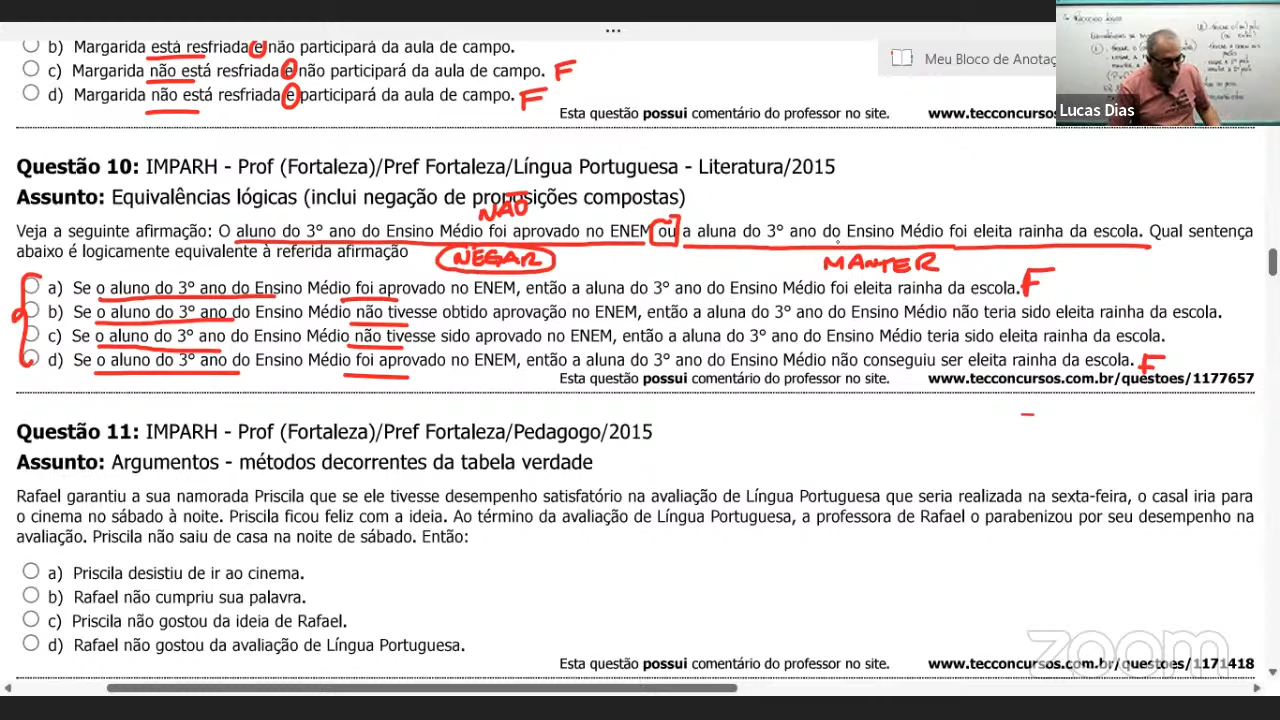 b) Margarida está resfriada e não participará da aula de campo.
c) Margarida não está resfriada e não participará da aula de campo. F
d) Margarida não está resfriada e participará da aula de campo. F
Meu Bloco de Anotaç
Lucas Dias
Esta questão possui comentário do professor no site. www.tecconcursos.com
Questão 10: IMPARH - Prof (Fortaleza)/Pref Fortaleza/Língua Portuguesa - Literatura/2015
Assunto: Equivalências lógicas (inclui negação de proposições compostas)
NÃO
Veja a seguinte afirmação: O aluno do 3° ano do Ensino Médio foi aprovado no ENEM ou a aluna do 3° ano do Ensino Médio foi eleita rainha da escola. Qual sentença
abaixo é logicamente equivalente à referida afirmação
NEGAR MANTER
a) Se o aluno do 3° ano do Ensino Médio foi aprovado no ENEM, então a aluna do 3° ano do Ensino Médio foi eleita rainha da escola. F
b) Se o aluno do 3° ano do Ensino Médio não tivesse obtido aprovação no ENEM, então a aluna do 3° ano do Ensino Médio não teria sido eleita rainha da escola.
c) Se o aluno do 3° ano do Ensino Médio não tivesse sido aprovado no ENEM, então a aluna do 3° ano do Ensino Médio teria sido eleita rainha da escola.
d) Se o aluno do 3° ano do Ensino Médio foi aprovado no ENEM, então a aluna do 3° ano do Ensino Médio não conseguiu ser eleita rainha da escola. F
Esta questão possui comentário do professor no site. www.tecconcursos.com.br/questoes/1177657
Questão 11: IMPARH - Prof (Fortaleza)/Pref Fortaleza/Pedagogo/2015
Assunto: Argumentos - métodos decorrentes da tabela verdade
Rafael garantiu a sua namorada Priscila que se ele tivesse desempenho satisfatório na avaliação de Língua Portuguesa que seria realizada na sexta-feira, o casal iria para
o cinema no sábado à noite. Priscila ficou feliz com a ideia. Ao término da avaliação de Língua Portuguesa, a professora de Rafael o parabenizou por seu desempenho na
avaliação. Priscila não saiu de casa na noite de sábado. Então:
a) Priscila desistiu de ir ao cinema.
b) Rafael não cumpriu sua palavra.
c) Priscila não gostou da ideia de Rafael.
d) Rafael não gostou da avaliação de Língua Portuguesa.
zoom
Esta questão possui comentário do professor no site. www.tecconcursos.com.br/questoes/1171418